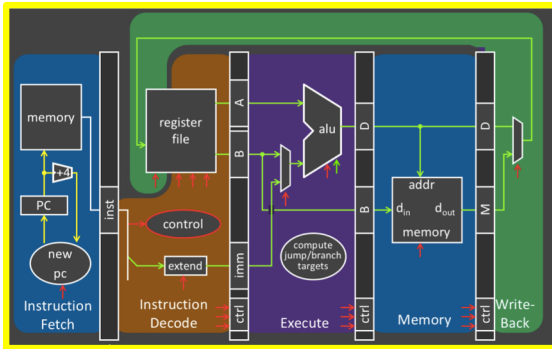 memory
+4
PC
new
pc
Instruction
Fetch
inst
register
file
control
extend
Instruction
Decode
A
B
imm
ctrl
alu
compute
jump/branch
targets
Execute
D
B
ctrl
addr
d_in d_out
memory
Memory
D
M
ctrl
Write-
Back